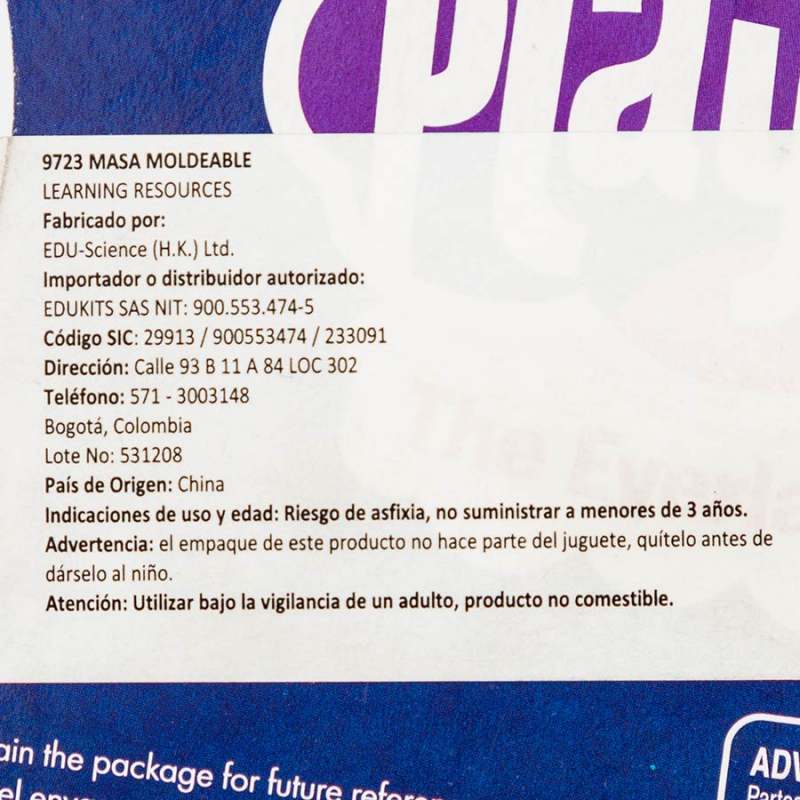 9723 MASA MOLDEABLE
LEARNING RESOURCES
Fabricado por:
EDU-Science (H.K.) Ltd.
Importador o distribuidor autorizado:
EDUKITS SAS NIT: 900.553.474-5
Código SIC: 29913 / 900553474 / 233091
Dirección: Calle 93 B 11 A 84 LOC 302
Teléfono: 571 - 3003148
Bogotá, Colombia
Lote No: 531208
País de Origen: China
Indicaciones de uso y edad: Riesgo de asfixia, no suministrar a menores de 3 años.
Advertencia: el empaque de este producto no hace parte del juguete, quítelo antes de
dárselo al niño.
Atención: Utilizar bajo la vigilancia de un adulto, producto no comestible.
The
the package for future